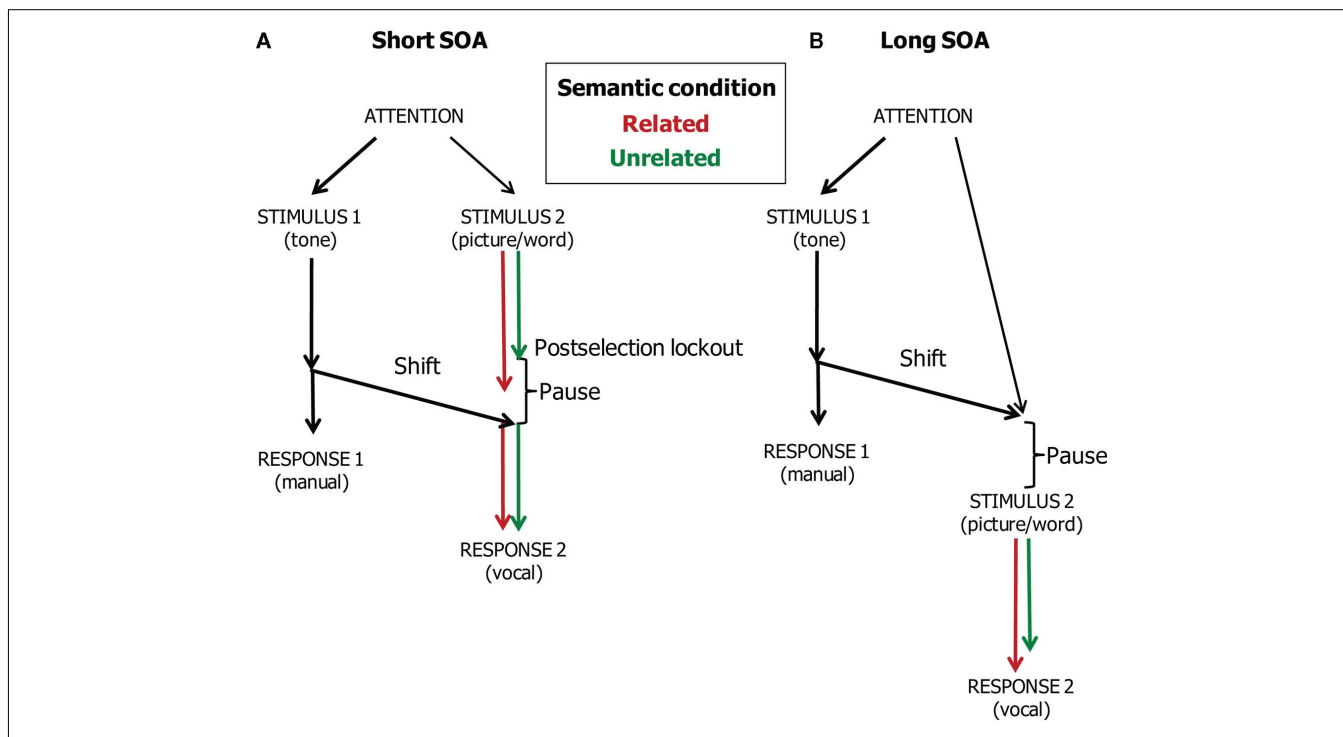 A
Short SOA
B
Long SOA
Semantic condition
Related
Unrelated
ATTENTION
STIMULUS 1
(tone)
STIMULUS 2
(picture/word)
Postselection lockout
Shift
Pause
RESPONSE 1
(manual)
RESPONSE 2
(vocal)
ATTENTION
STIMULUS 1
(tone)
Shift
RESPONSE 1
(manual)
Pause
STIMULUS 2
(picture/word)
RESPONSE 2
(vocal)